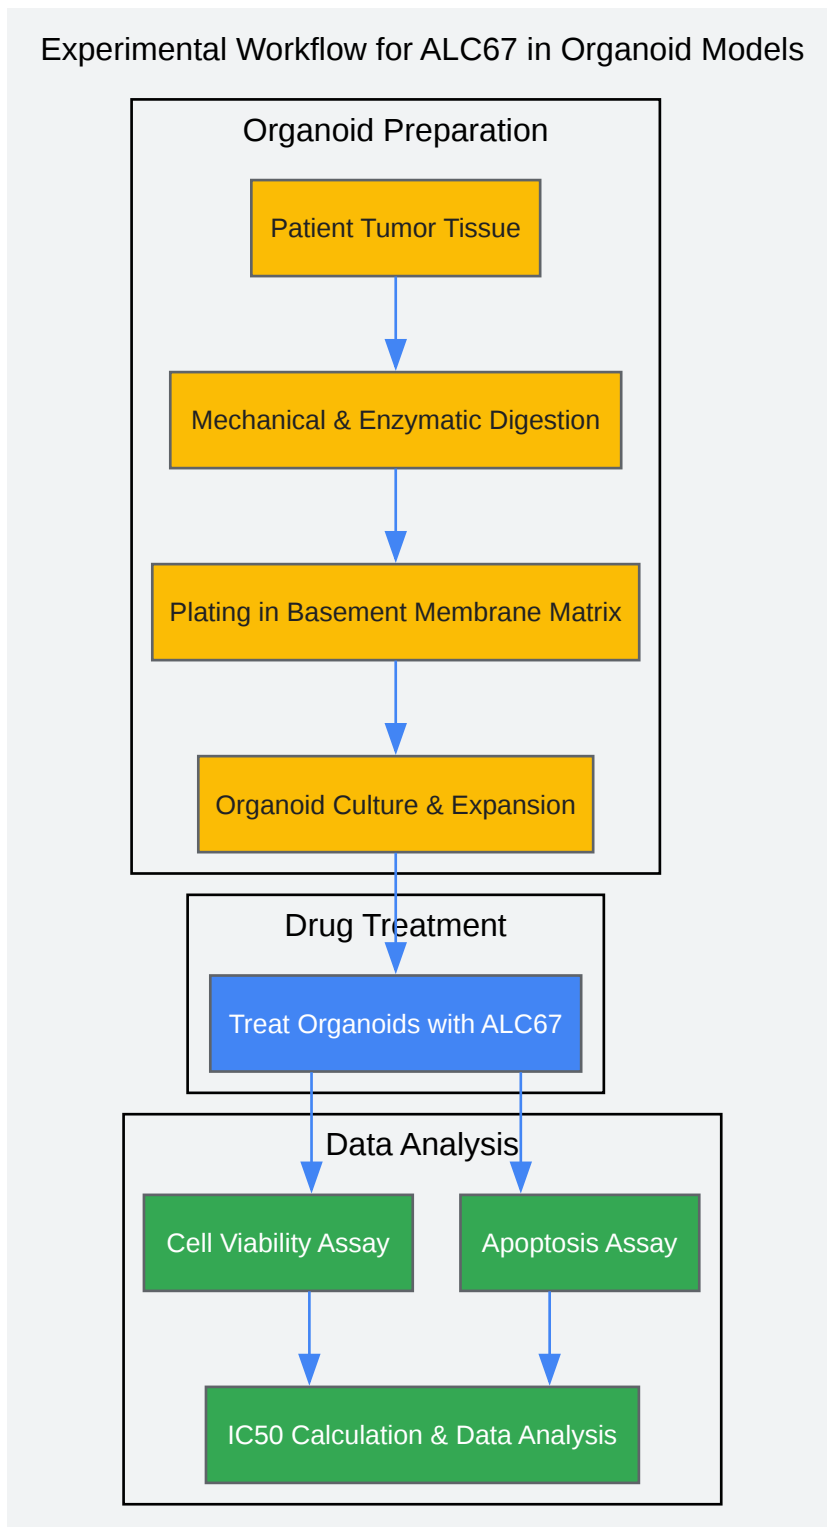 Experimental Workflow for ALC67 in Organoid Models
Organoid Preparation
Patient Tumor Tissue
Mechanical & Enzymatic Digestion
Plating in Basement Membrane Matrix
Organoid Culture & Expansion
Drug Treatment
Treat Organoids with ALC67
Data Analysis
Cell Viability Assay
Apoptosis Assay
IC50 Calculation & Data Analysis